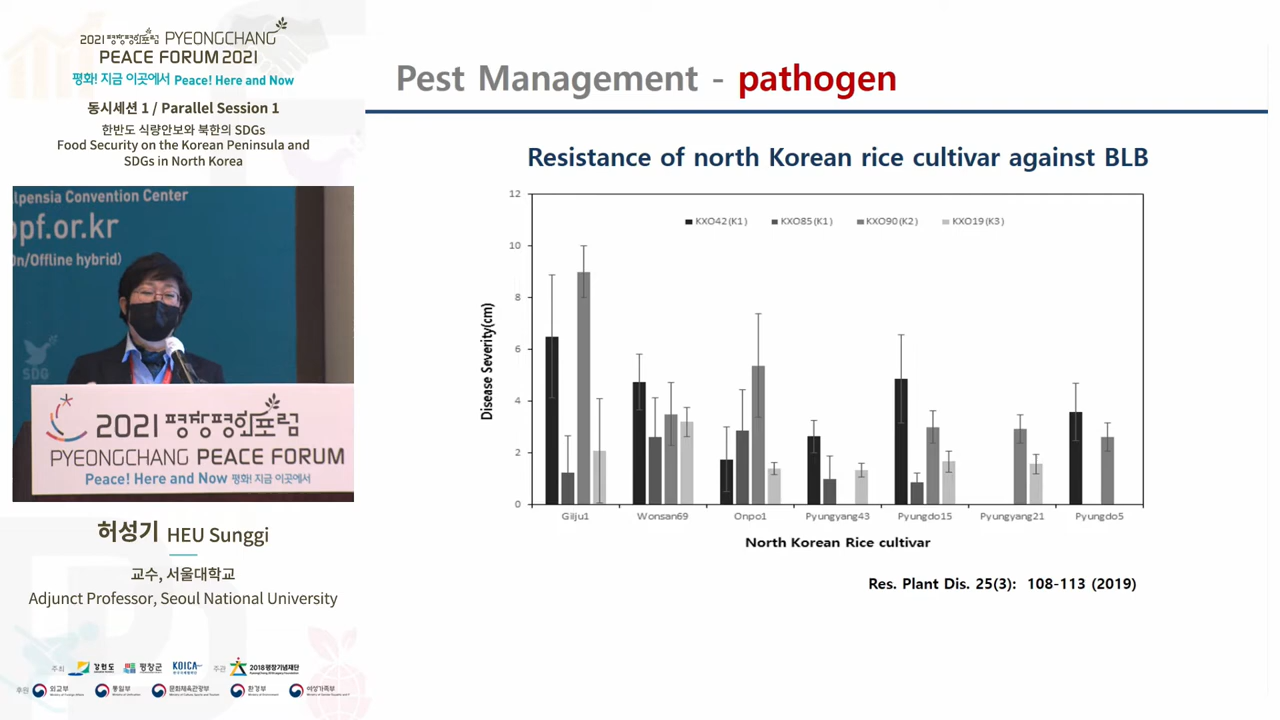 2021 평창평화포럼 PYEONGCHANG
PEACE FORUM 2021
평화! 지금 이곳에서 Peace! Here and Now
동시세션 1 / Parallel Session 1
한반도 식량안보와 북한의 SDGs
Food Security on the Korean Peninsula and
SDGs in North Korea
lpensia Convention Center
ppf.or.kr
On/Offline hybrid)
SDG
2021 평창평화포럼
PYEONGCHANG PEACE FORUM
Peace! Here and Now 평화! 지금 이곳에서
허성기 HEU Sunggi
교수, 서울대학교
Adjunct Professor, Seoul National University
주최 강원도 평창군 KOICA 주관 2018평창기념재단
후원 외교부 통일부 문화체육관광부 환경부 여성가족부
Pest Management - pathogen
Resistance of north Korean rice cultivar against BLB
KXO42(K1) KXO85(K1) KXO90(K2) KXO19(K3)
12
10
8
6
4
2
0
Disease Severity(cm)
Gilju1 Wonsan69 Onpo1 Pyungyang43 Pyungdo15 Pyungyang21 Pyungdo5
North Korean Rice cultivar
Res. Plant Dis. 25(3): 108-113 (2019)